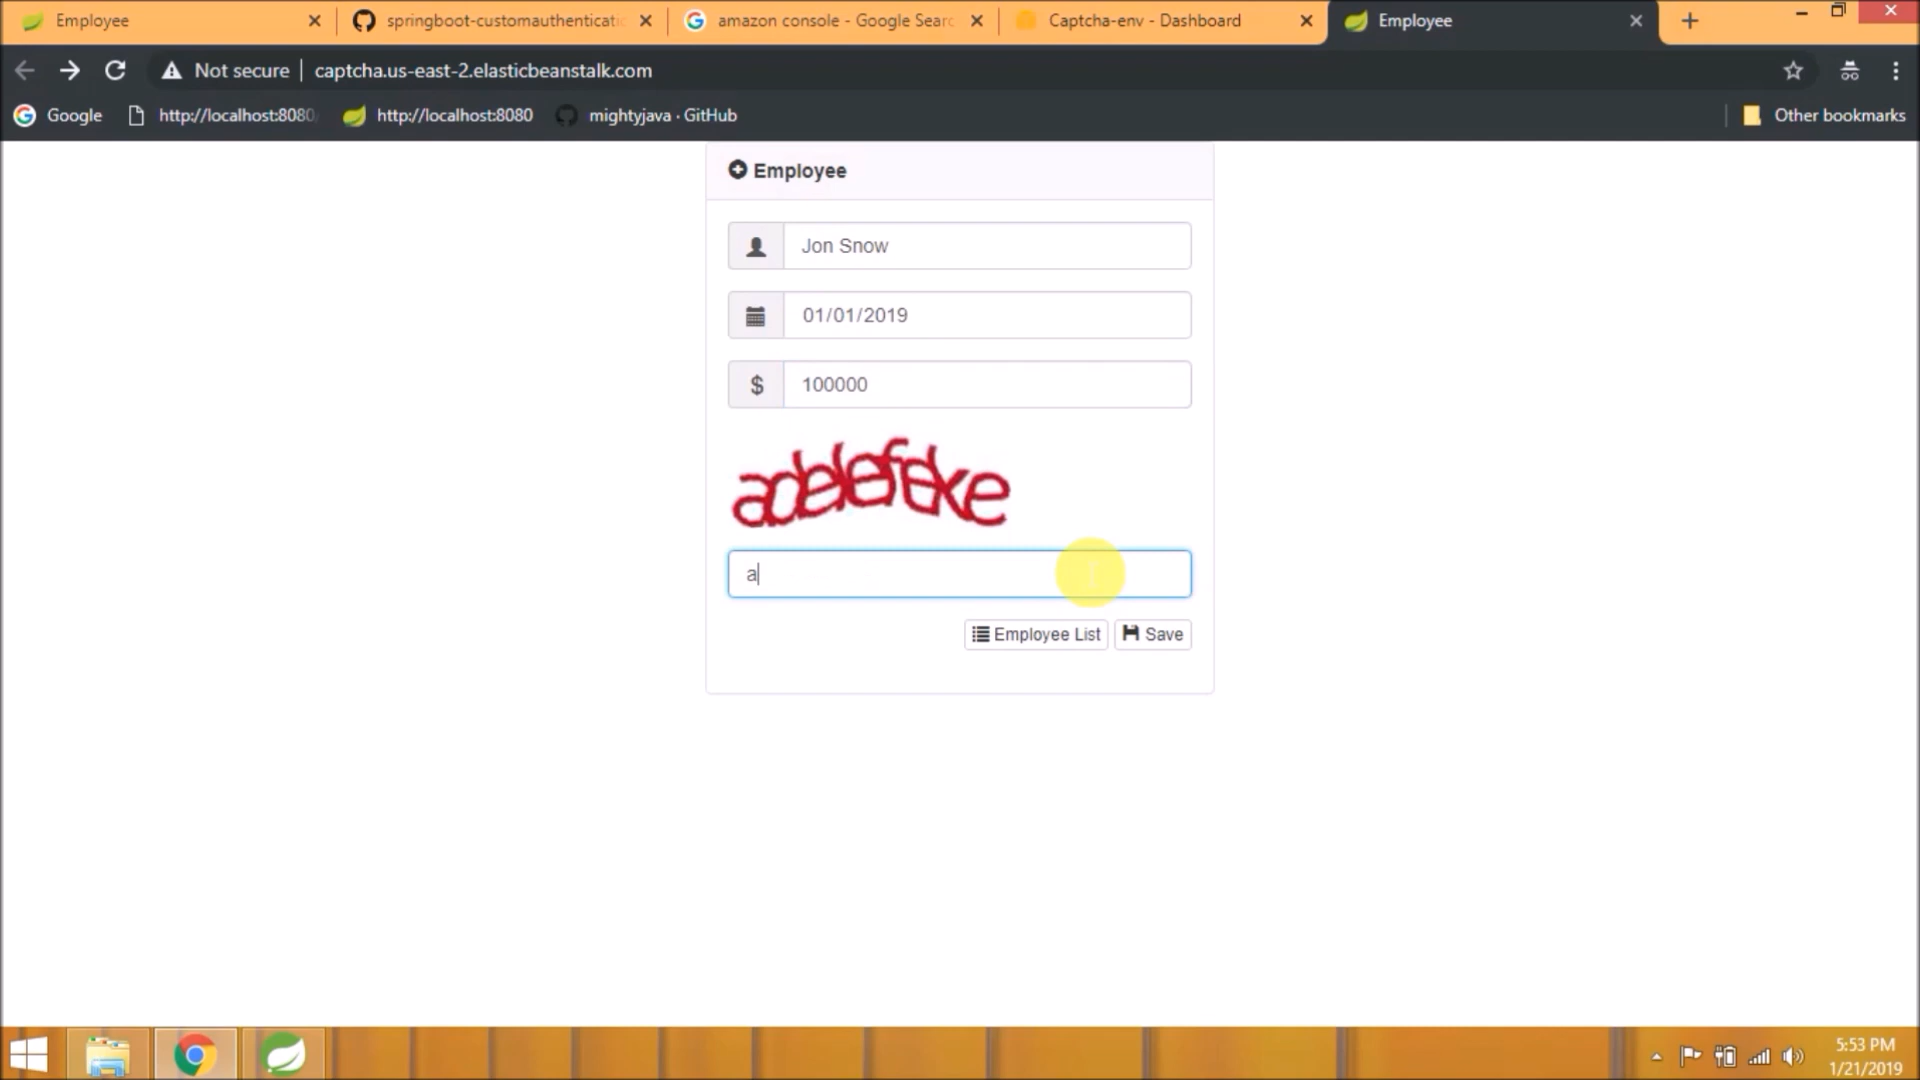 Employee
springboot-customauthenticati
amazon console - Google Searc
Captcha-env - Dashboard
Employee
Not secure
captcha.us-east-2.elasticbeanstalk.com
Google
http://localhost:8080/
http://localhost:8080
mightyjava · GitHub
Other bookmarks
Employee
Jon Snow
01/01/2019
$
100000
a
Employee List
Save
5:53 PM
1/21/2019